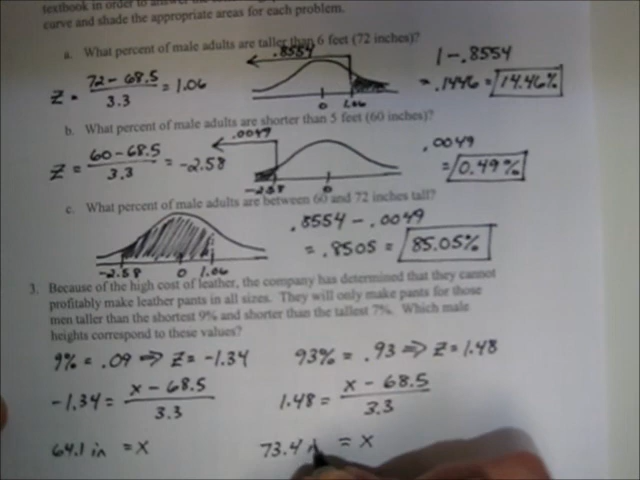 textbook in order to answer the
curve and shade the appropriate areas for each problem.
a. What percent of male adults are taller than 6 feet (72 inches)?
.8554
1 - .8554
Z = 72 - 68.5 / 3.3 = 1.06
= .1446 = 14.46%
0 1.06
b. What percent of male adults are shorter than 5 feet (60 inches)?
.0049
.0049
Z = 60 - 68.5 / 3.3 = -2.58
= 0.49%
-2.58 0
c. What percent of male adults are between 60 and 72 inches tall?
.8554 - .0049
= .8505 = 85.05%
-2.58 0 1.06
3. Because of the high cost of leather, the company has determined that they cannot
profitably make leather pants in all sizes. They will only make pants for those
men taller than the shortest 9% and shorter than the tallest 7%. Which male
heights correspond to these values?
9% = .09 => Z = -1.34
93% = .93 => Z = 1.48
-1.34 = x - 68.5 / 3.3
1.48 = x - 68.5 / 3.3
64.1 in = x
73.4 i = x